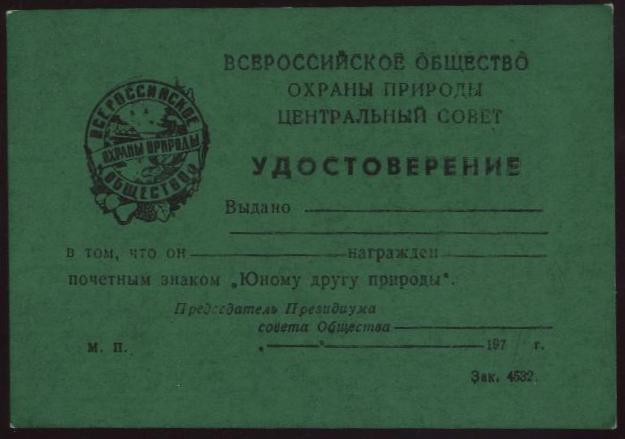 ВСЕРОССИЙСКОЕ ОБЩЕСТВО
ОХРАНЫ ПРИРОДЫ
ЦЕНТРАЛЬНЫЙ СОВЕТ
ВСЕРОССИЙСКОЕ
ОХРАНЫ ПРИРОДЫ
ОБЩЕСТВО
УДОСТОВЕРЕНИЕ
Выдано
в том, что он награжден
почетным знаком „Юному другу природы“.
Председатель Президиума
совета Общества
М. П. „ “ 197 г.
Зак. 4532.